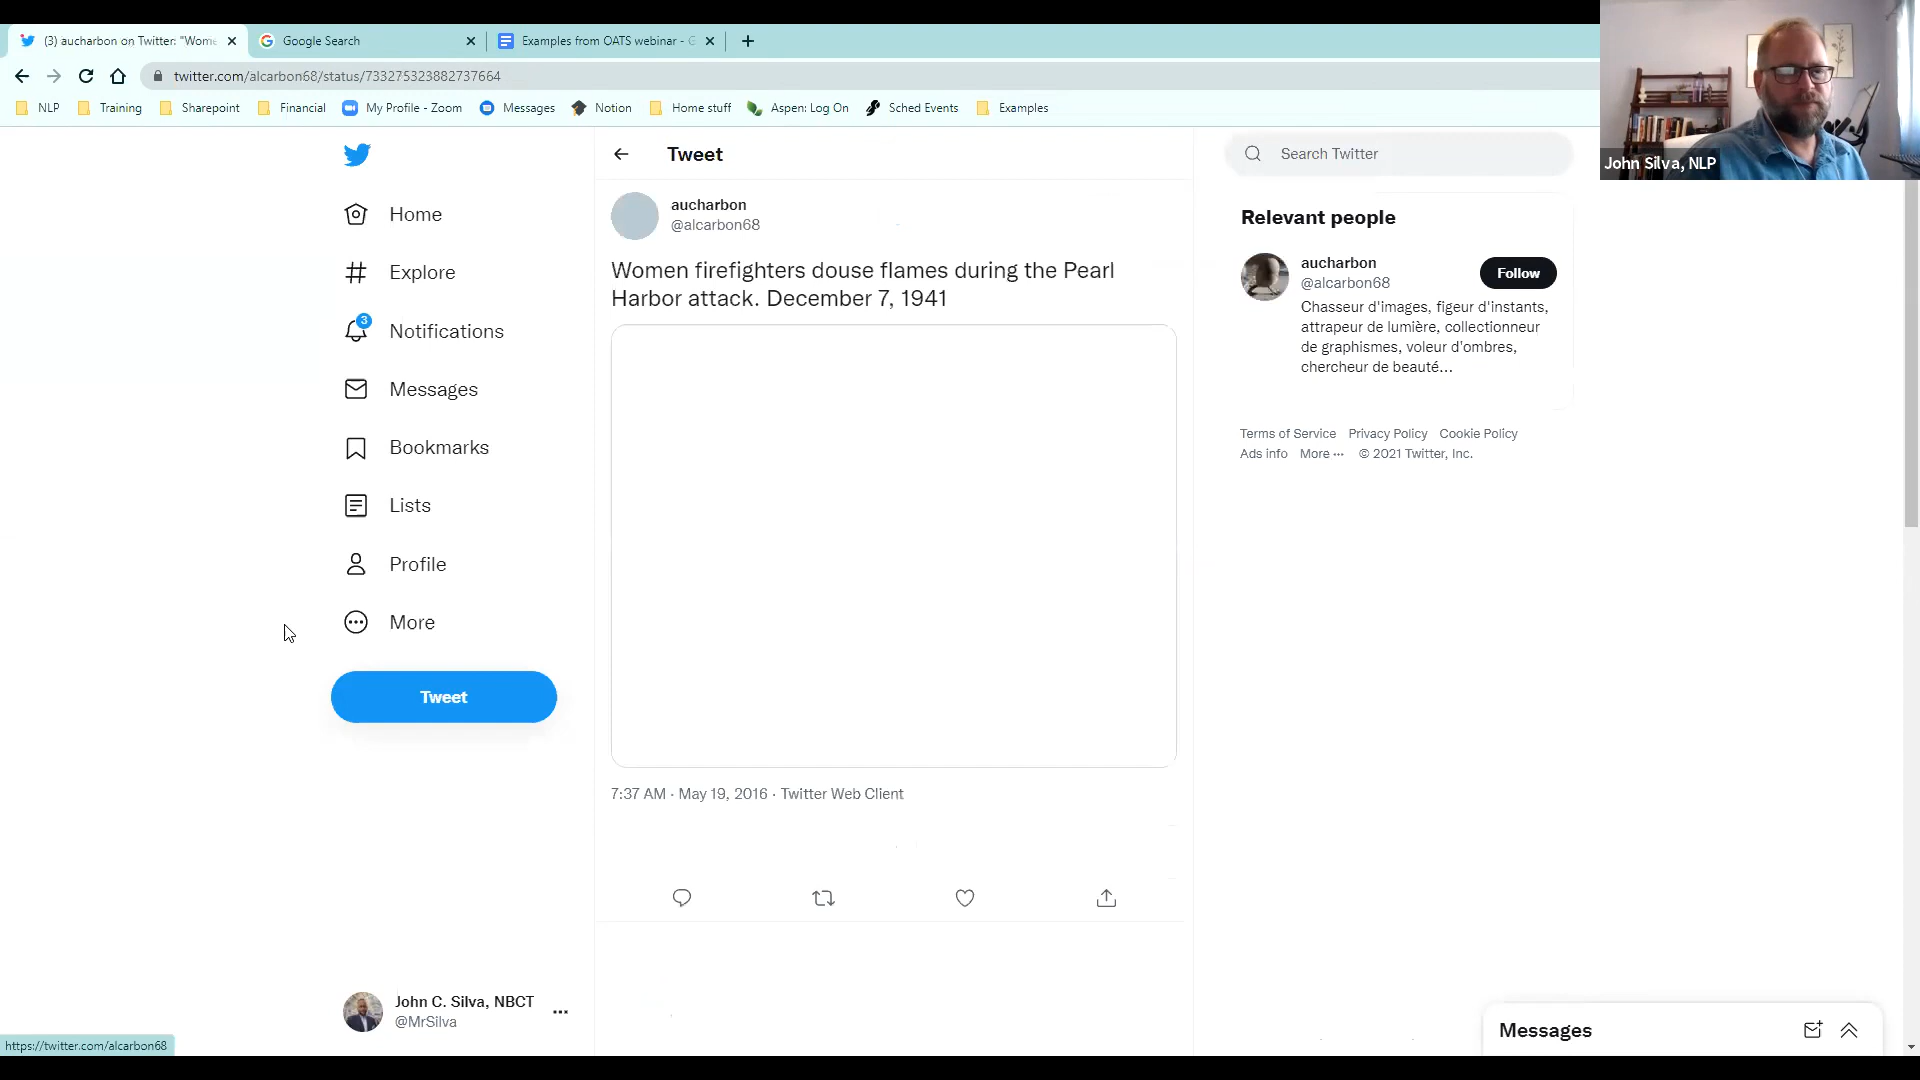 (3) aucharbon on Twitter: "Wome
Google Search
Examples from OATS webinar - G
twitter.com/alcarbon68/status/733275323882737664
NLP
Training
Sharepoint
Financial
My Profile - Zoom
Messages
Notion
Home stuff
Aspen: Log On
Sched Events
Examples
John Silva, NLP
Home
Explore
3
Notifications
Messages
Bookmarks
Lists
Profile
More
Tweet
John C. Silva, NBCT
@MrSilva
https://twitter.com/alcarbon68
Tweet
aucharbon
@alcarbon68
Women firefighters douse flames during the Pearl
Harbor attack. December 7, 1941
7:37 AM · May 19, 2016 · Twitter Web Client
Search Twitter
Relevant people
aucharbon
@alcarbon68
Follow
Chasseur d'images, figeur d'instants,
attrapeur de lumière, collectionneur
de graphismes, voleur d'ombres,
chercheur de beauté...
Terms of Service Privacy Policy Cookie Policy
Ads info More ··· © 2021 Twitter, Inc.
Messages